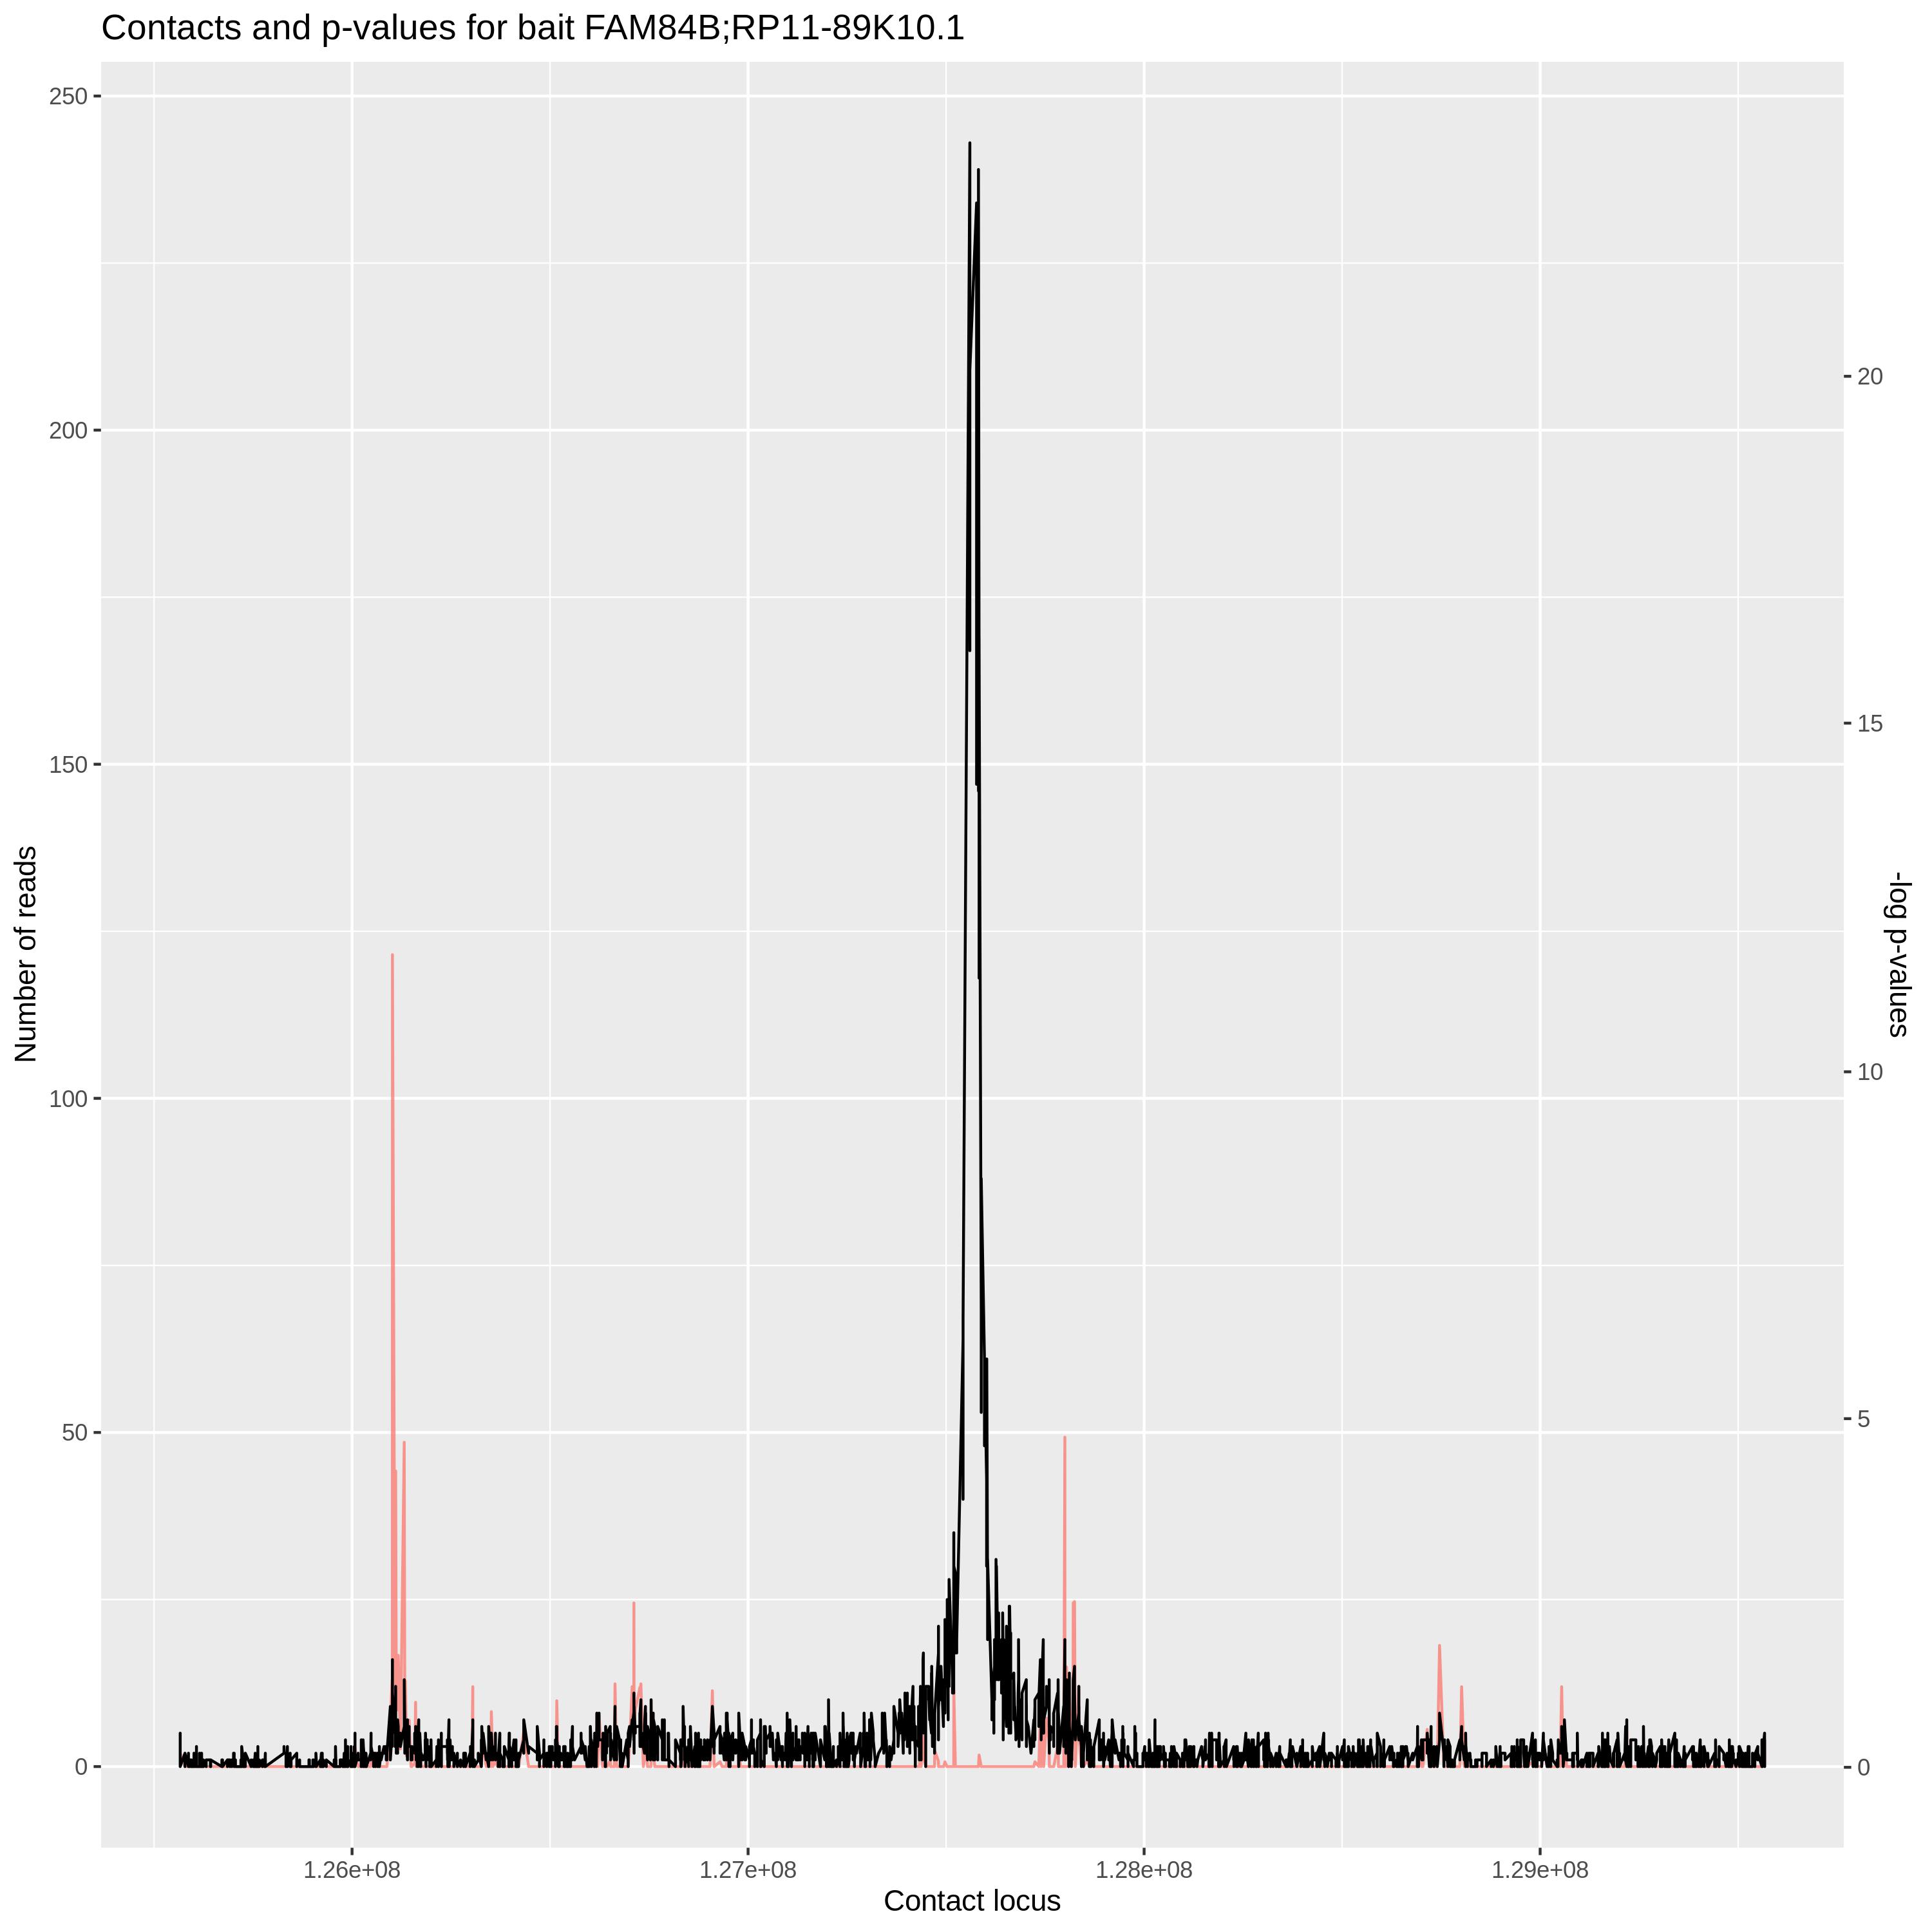 Contacts and p-values for bait FAM84B;RP11-89K10.1
250
200
150
100
50
0
Number of reads
20
15
10
5
0
-log p-values
1.26e+08 1.27e+08 1.28e+08 1.29e+08
Contact locus